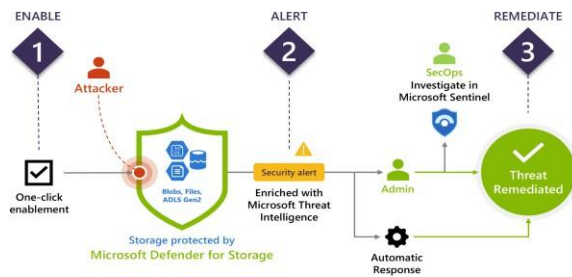 ENABLE
ALERT
REMEDIATE
1
2
3
Attacker
SecOps
Investigate in
Microsoft Sentinel
Blobs, Files,
ADLS Gen2
Security alert
Admin
Threat
Remediated
One-click
enablement
Enriched with
Microsoft Threat
Intelligence
Storage protected by
Microsoft Defender for Storage
Automatic
Response